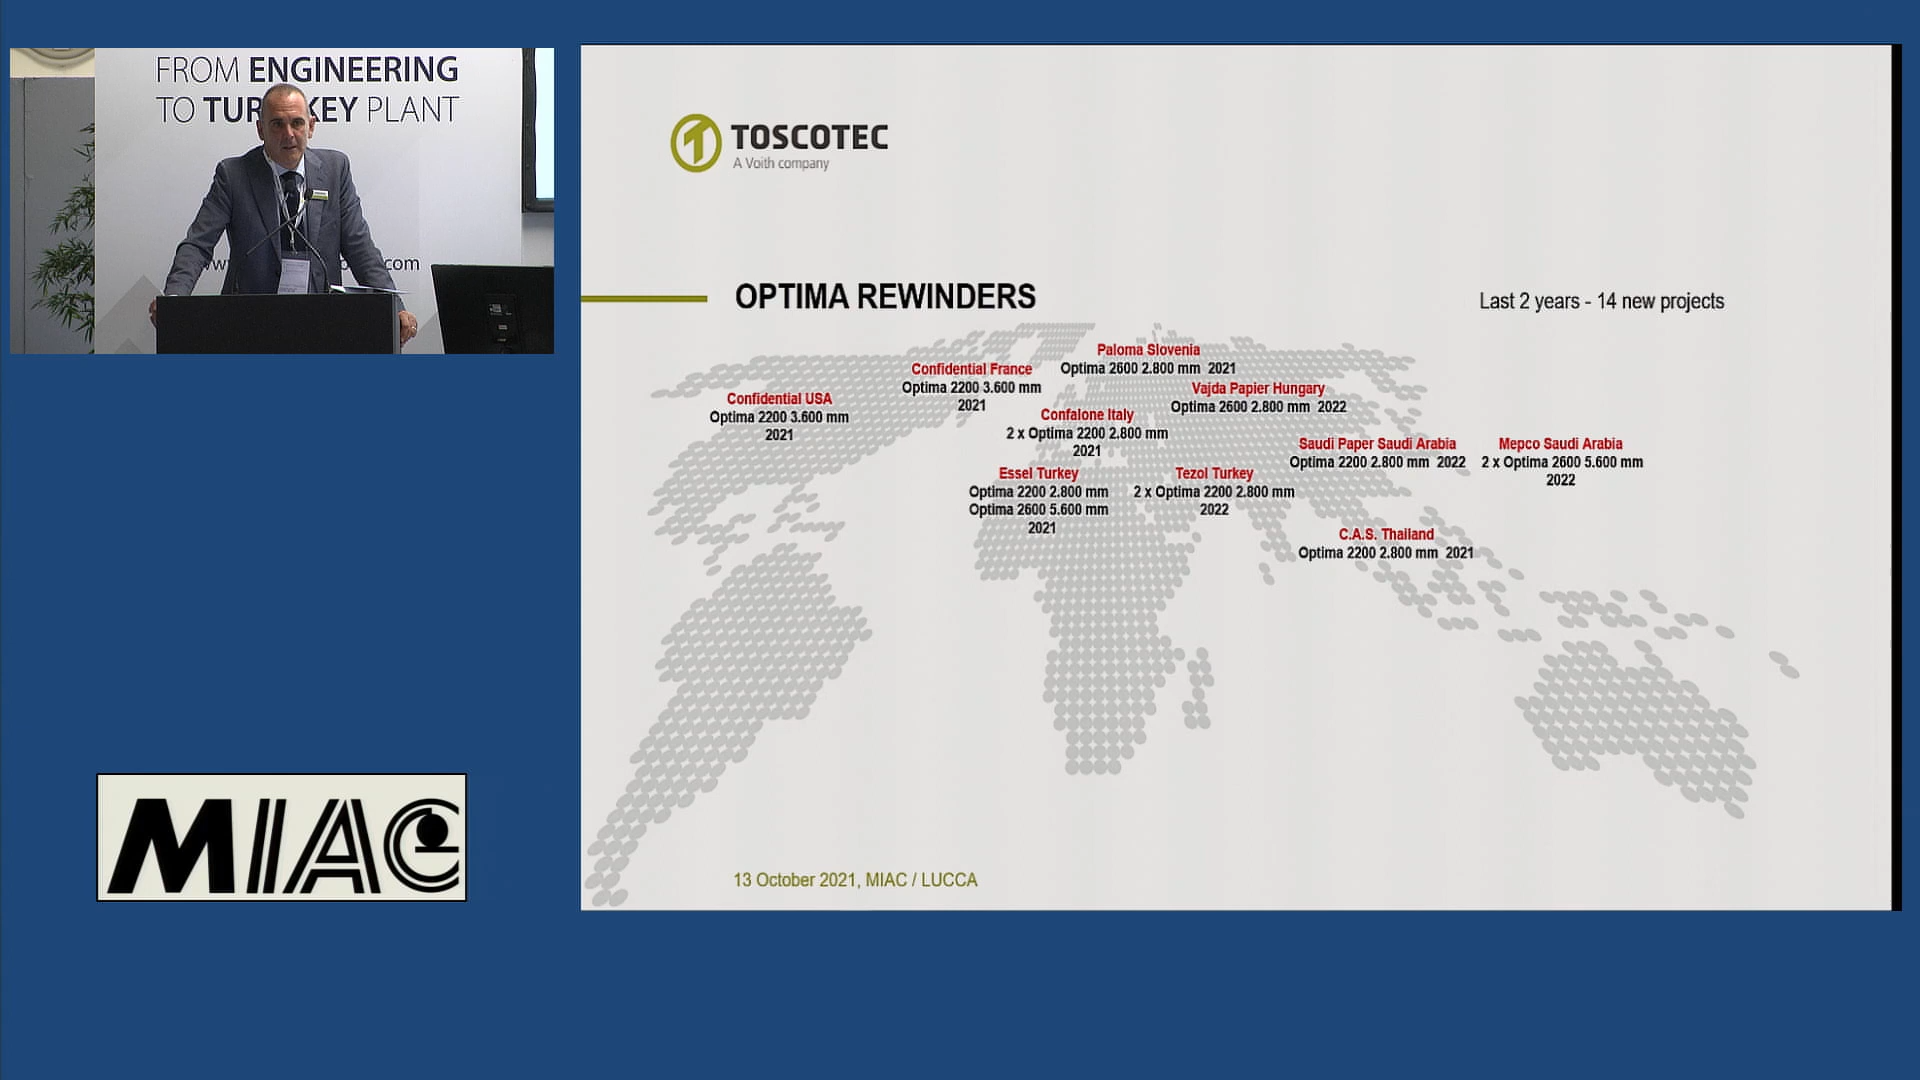 FROM ENGINEERING
TO TUR KEY PLANT
com
TOSCOTEC
A Voith company
OPTIMA REWINDERS
Last 2 years - 14 new projects
Paloma Slovenia
Optima 2600 2.800 mm 2021
Confidential France
Optima 2200 3.600 mm
2021
Vajda Papier Hungary
Optima 2600 2.800 mm 2022
Confidential USA
Optima 2200 3.600 mm
2021
Confalone Italy
2 x Optima 2200 2.800 mm
2021
Saudi Paper Saudi Arabia
Optima 2200 2.800 mm 2022
Mepco Saudi Arabia
2 x Optima 2600 5.600 mm
2022
Essel Turkey
Optima 2200 2.800 mm
Optima 2600 5.600 mm
2021
Tezol Turkey
2 x Optima 2200 2.800 mm
2022
C.A.S. Thailand
Optima 2200 2.800 mm 2021
13 October 2021, MIAC / LUCCA
MIAC